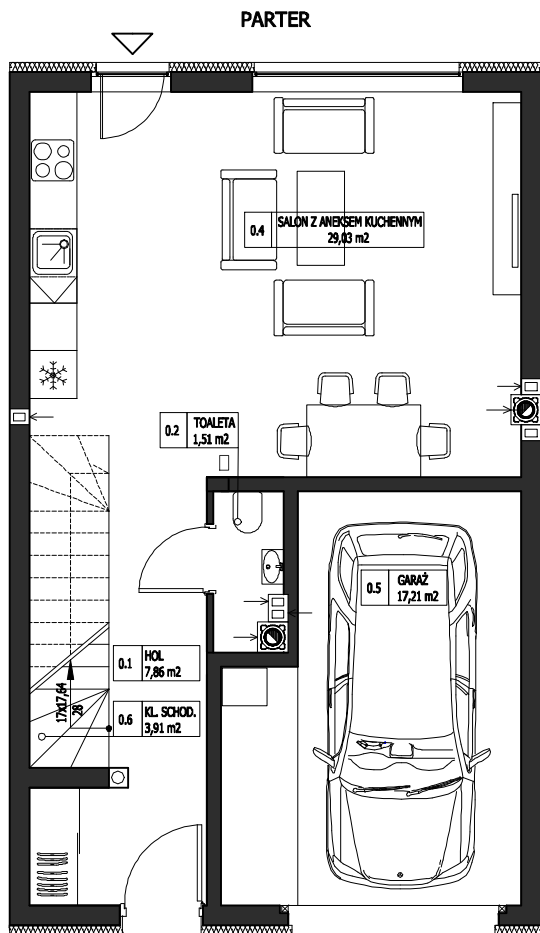 PARTER
0.4
SALON Z ANEKSEM KUCHENNYM
29,03 m2
0.2
TOALETA
1,51 m2
0.5
GARAŻ
17,21 m2
0.1
HOL
7,86 m2
0.6
KL. SCHOD.
3,91 m2
17x17,64
28